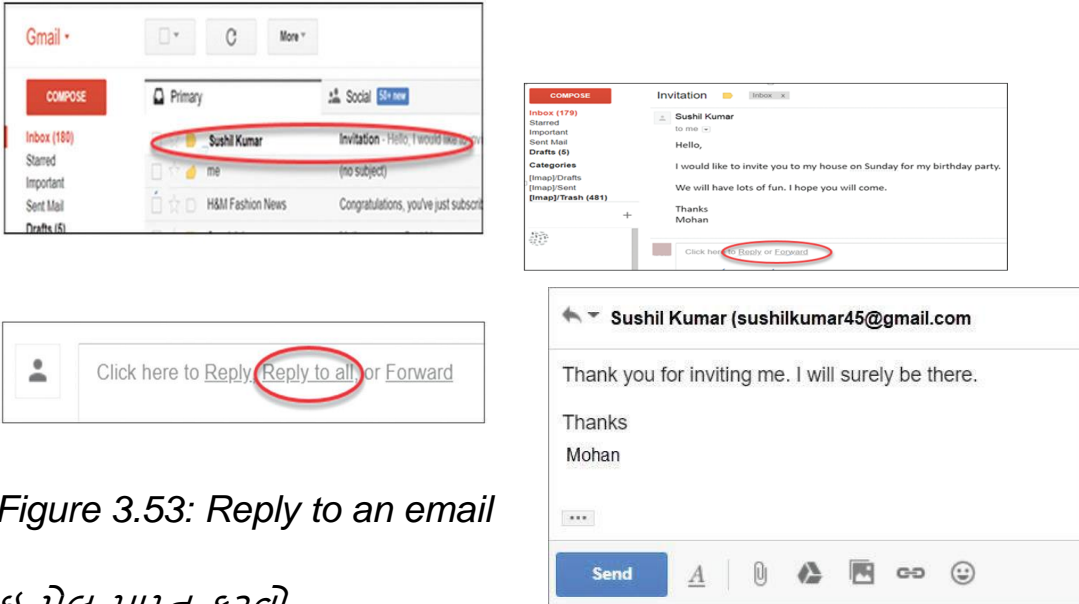 Gmail
More
COMPOSE
Primary
Social 50+ new
Inbox (180)
Sushil Kumar Invitation - Hello, I would like to
Starred
me (no subject)
Important
Sent Mail
H&M Fashion News Congratulations, you've just subscrib
Drafts (5)
COMPOSE
Invitation Inbox x
Inbox (179)
Starred
Important
Sent Mail
Drafts (5)
Categories
[Imap]/Drafts
[Imap]/Sent
[Imap]/Trash (481)
+
Sushil Kumar
to me
Hello,
I would like to invite you to my house on Sunday for my birthday party.
We will have lots of fun. I hope you will come.
Thanks
Mohan
Click here to Reply or Forward
Click here to Reply, Reply to all, or Forward
Sushil Kumar (sushilkumar45@gmail.com
Thank you for inviting me. I will surely be there.
Thanks
Mohan
Send
Figure 3.53: Reply to an email